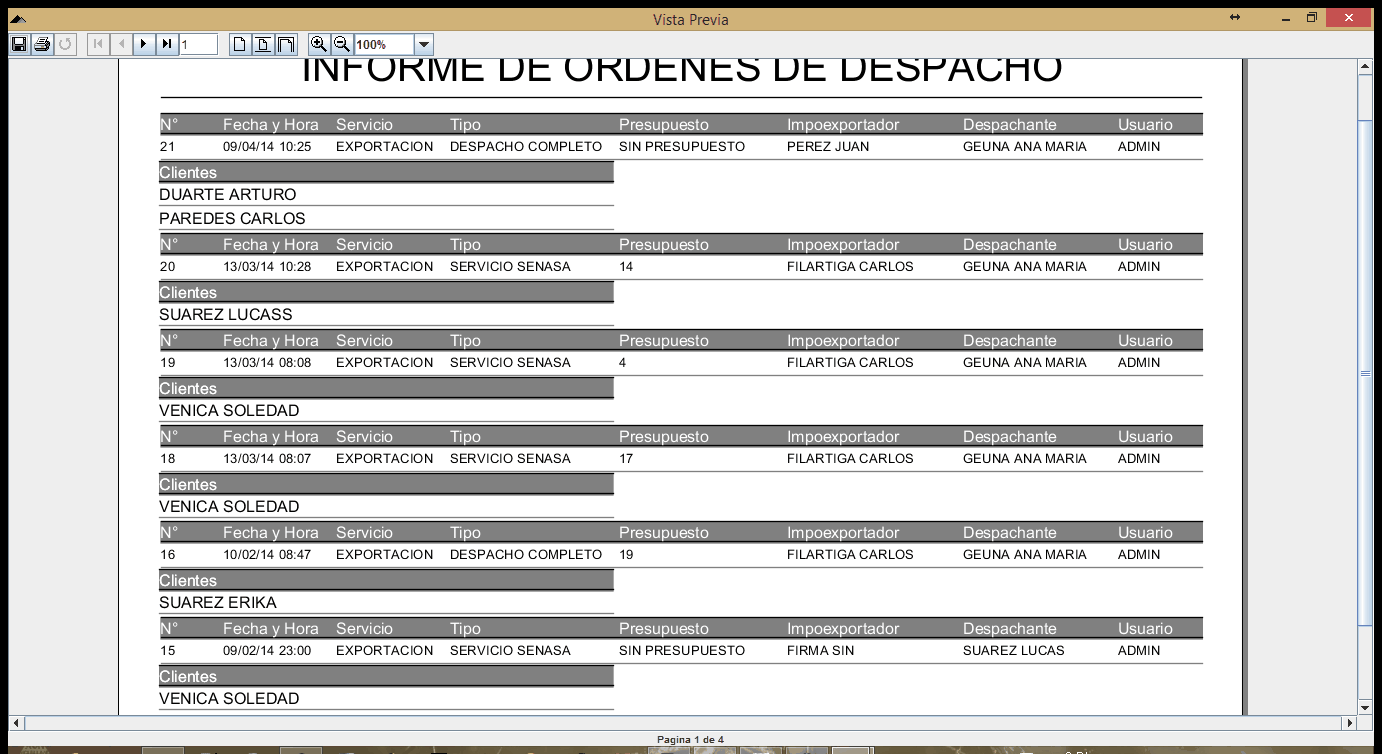 Vista Previa
1
100%
INFORME DE ORDENES DE DESPACHO
N° Fecha y Hora Servicio Tipo Presupuesto Impoexportador Despachante Usuario
21 09/04/14 10:25 EXPORTACION DESPACHO COMPLETO SIN PRESUPUESTO PEREZ JUAN GEUNA ANA MARIA ADMIN
Clientes
DUARTE ARTURO
PAREDES CARLOS
N° Fecha y Hora Servicio Tipo Presupuesto Impoexportador Despachante Usuario
20 13/03/14 10:28 EXPORTACION SERVICIO SENASA 14 FILARTIGA CARLOS GEUNA ANA MARIA ADMIN
Clientes
SUAREZ LUCASS
N° Fecha y Hora Servicio Tipo Presupuesto Impoexportador Despachante Usuario
19 13/03/14 08:08 EXPORTACION SERVICIO SENASA 4 FILARTIGA CARLOS GEUNA ANA MARIA ADMIN
Clientes
VENICA SOLEDAD
N° Fecha y Hora Servicio Tipo Presupuesto Impoexportador Despachante Usuario
18 13/03/14 08:07 EXPORTACION SERVICIO SENASA 17 FILARTIGA CARLOS GEUNA ANA MARIA ADMIN
Clientes
VENICA SOLEDAD
N° Fecha y Hora Servicio Tipo Presupuesto Impoexportador Despachante Usuario
16 10/02/14 08:47 EXPORTACION DESPACHO COMPLETO 19 FILARTIGA CARLOS GEUNA ANA MARIA ADMIN
Clientes
SUAREZ ERIKA
N° Fecha y Hora Servicio Tipo Presupuesto Impoexportador Despachante Usuario
15 09/02/14 23:00 EXPORTACION SERVICIO SENASA SIN PRESUPUESTO FIRMA SIN SUAREZ LUCAS ADMIN
Clientes
VENICA SOLEDAD
Pagina 1 de 4